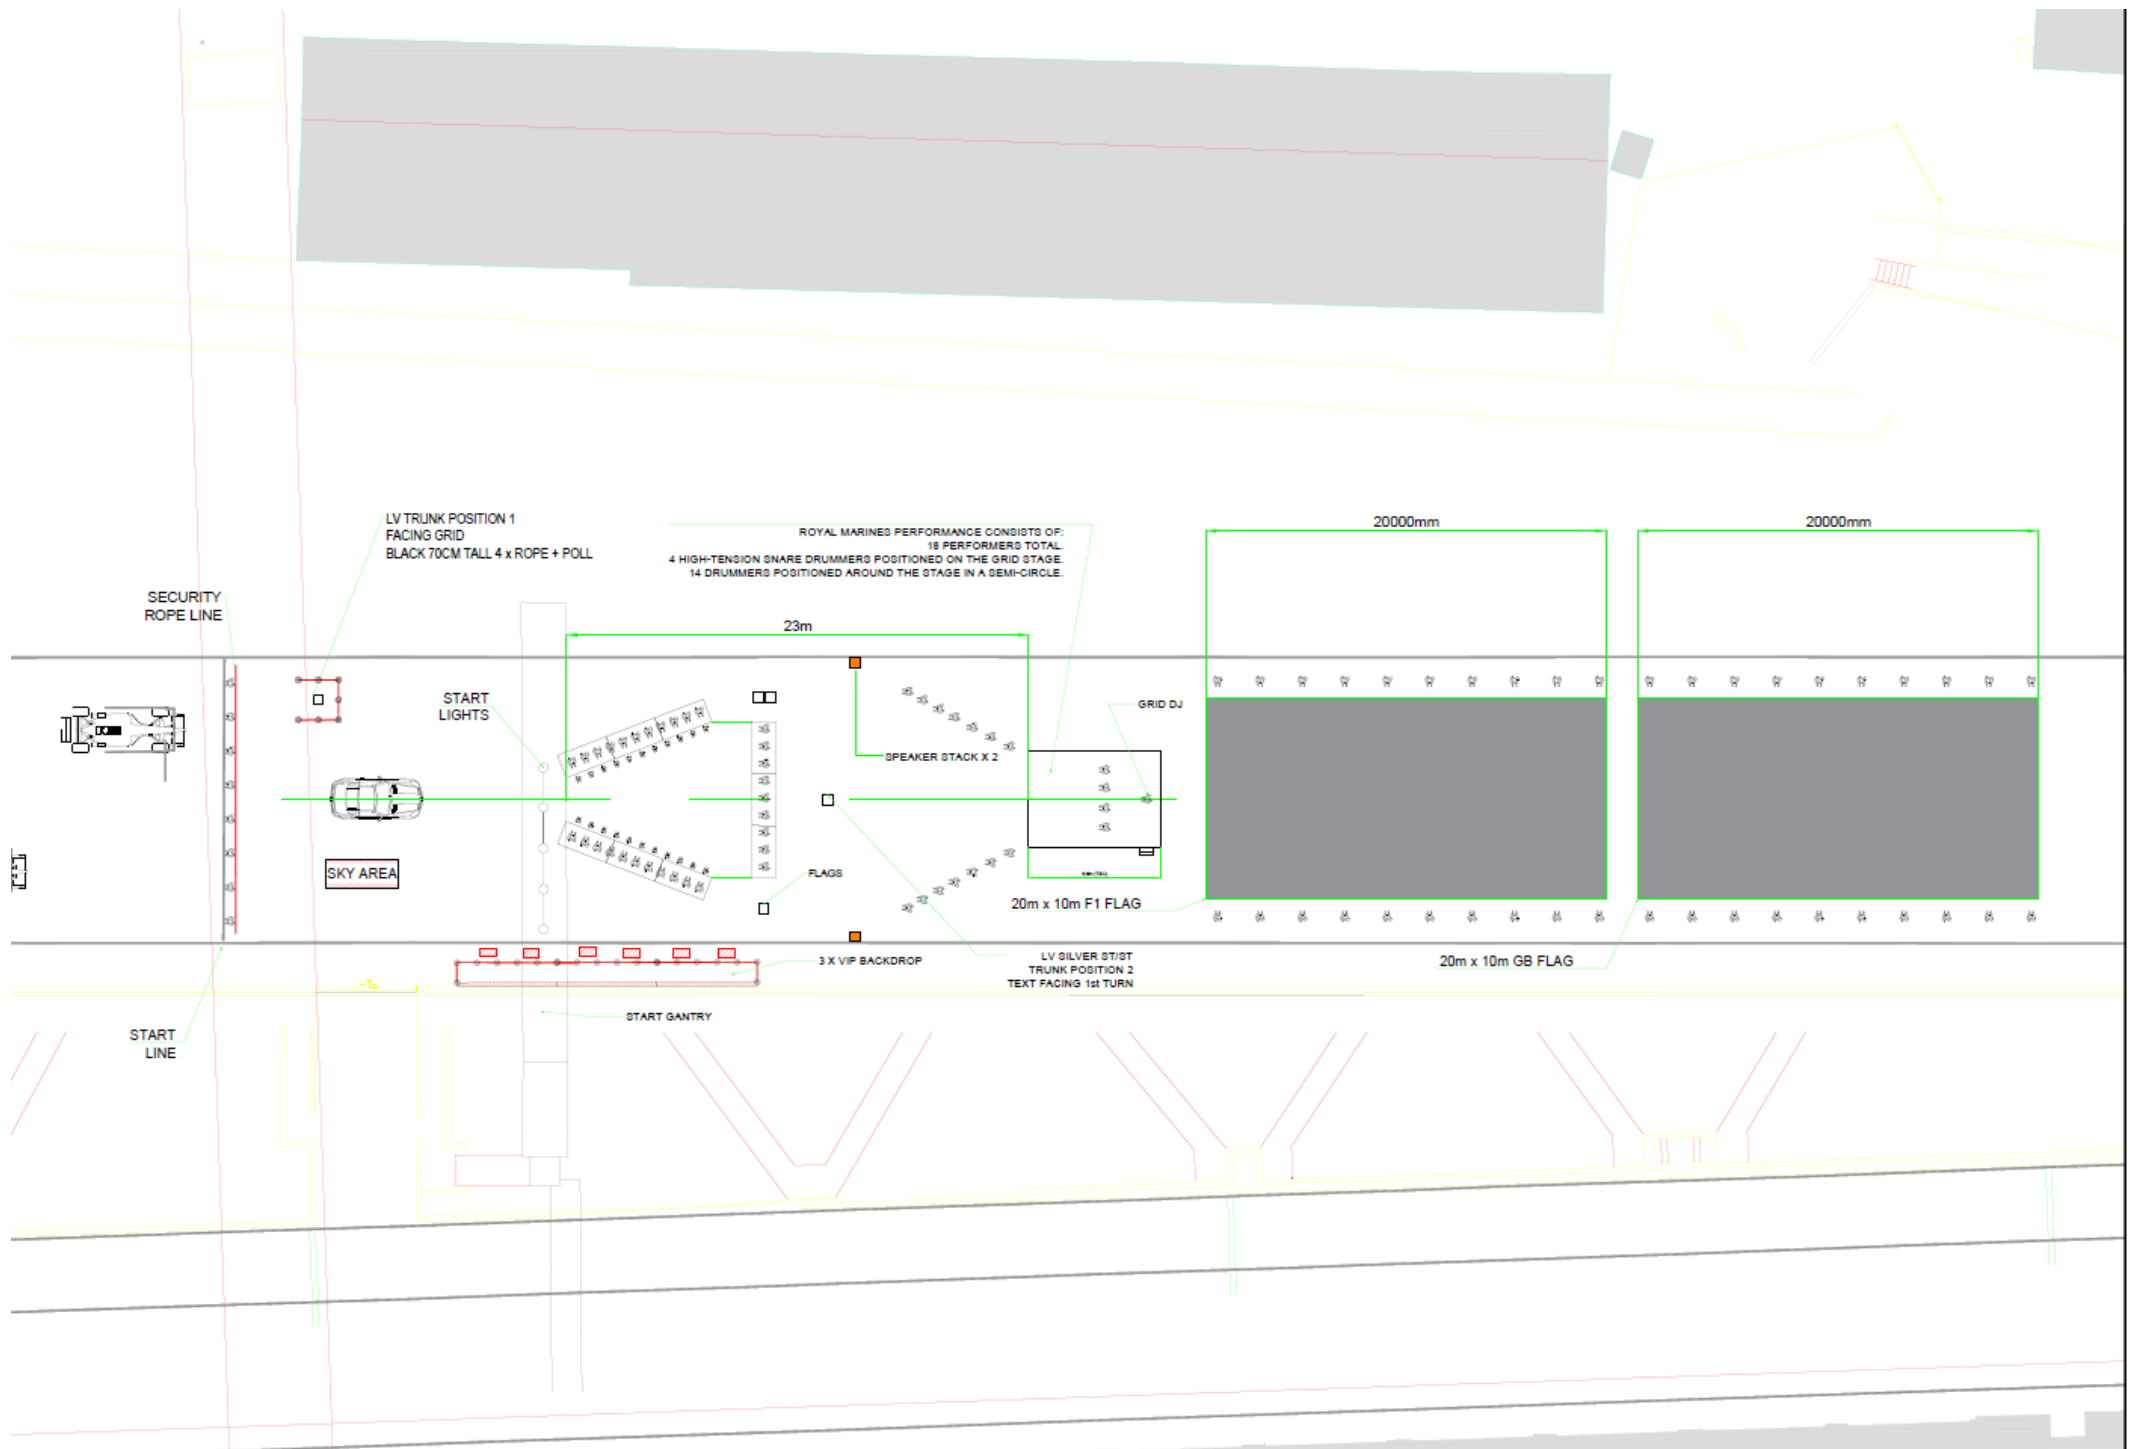 20000mm
20000mm
LV TRUNK POSITION 1
FACING GRID
BLACK 70CM TALL 4 x ROPE + POLL
ROYAL MARINES PERFORMANCE CONSISTS OF:
18 PERFORMERS TOTAL.
4 HIGH-TENSION SNARE DRUMMERS POSITIONED ON THE GRID STAGE.
14 DRUMMERS POSITIONED AROUND THE STAGE IN A SEMI-CIRCLE.
SECURITY
ROPE LINE
23m
START
LIGHTS
GRID DJ
SPEAKER STACK X 2
SKY AREA
FLAGS
20m x 10m F1 FLAG
3 X VIP BACKDROP
LV SILVER ST/ST
TRUNK POSITION 2
TEXT FACING 1st TURN
20m x 10m GB FLAG
START GANTRY
START
LINE